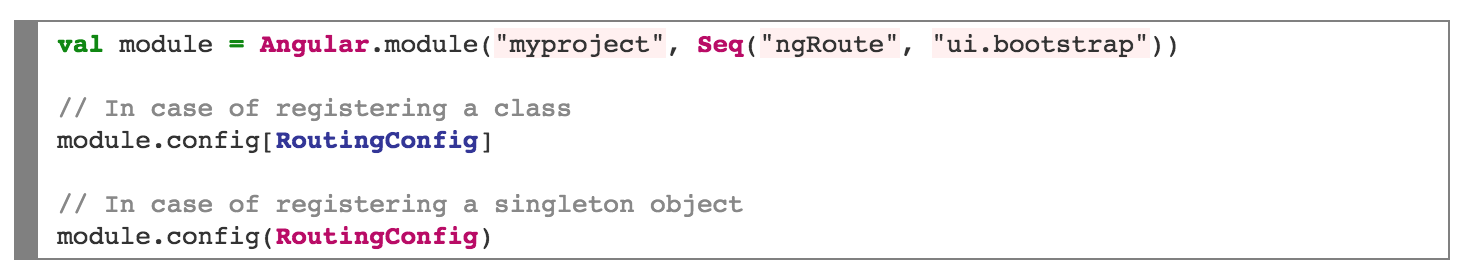 val module = Angular.module("myproject", Seq("ngRoute", "ui.bootstrap"))
// In case of registering a class
module.config[RoutingConfig]
// In case of registering a singleton object
module.config(RoutingConfig)